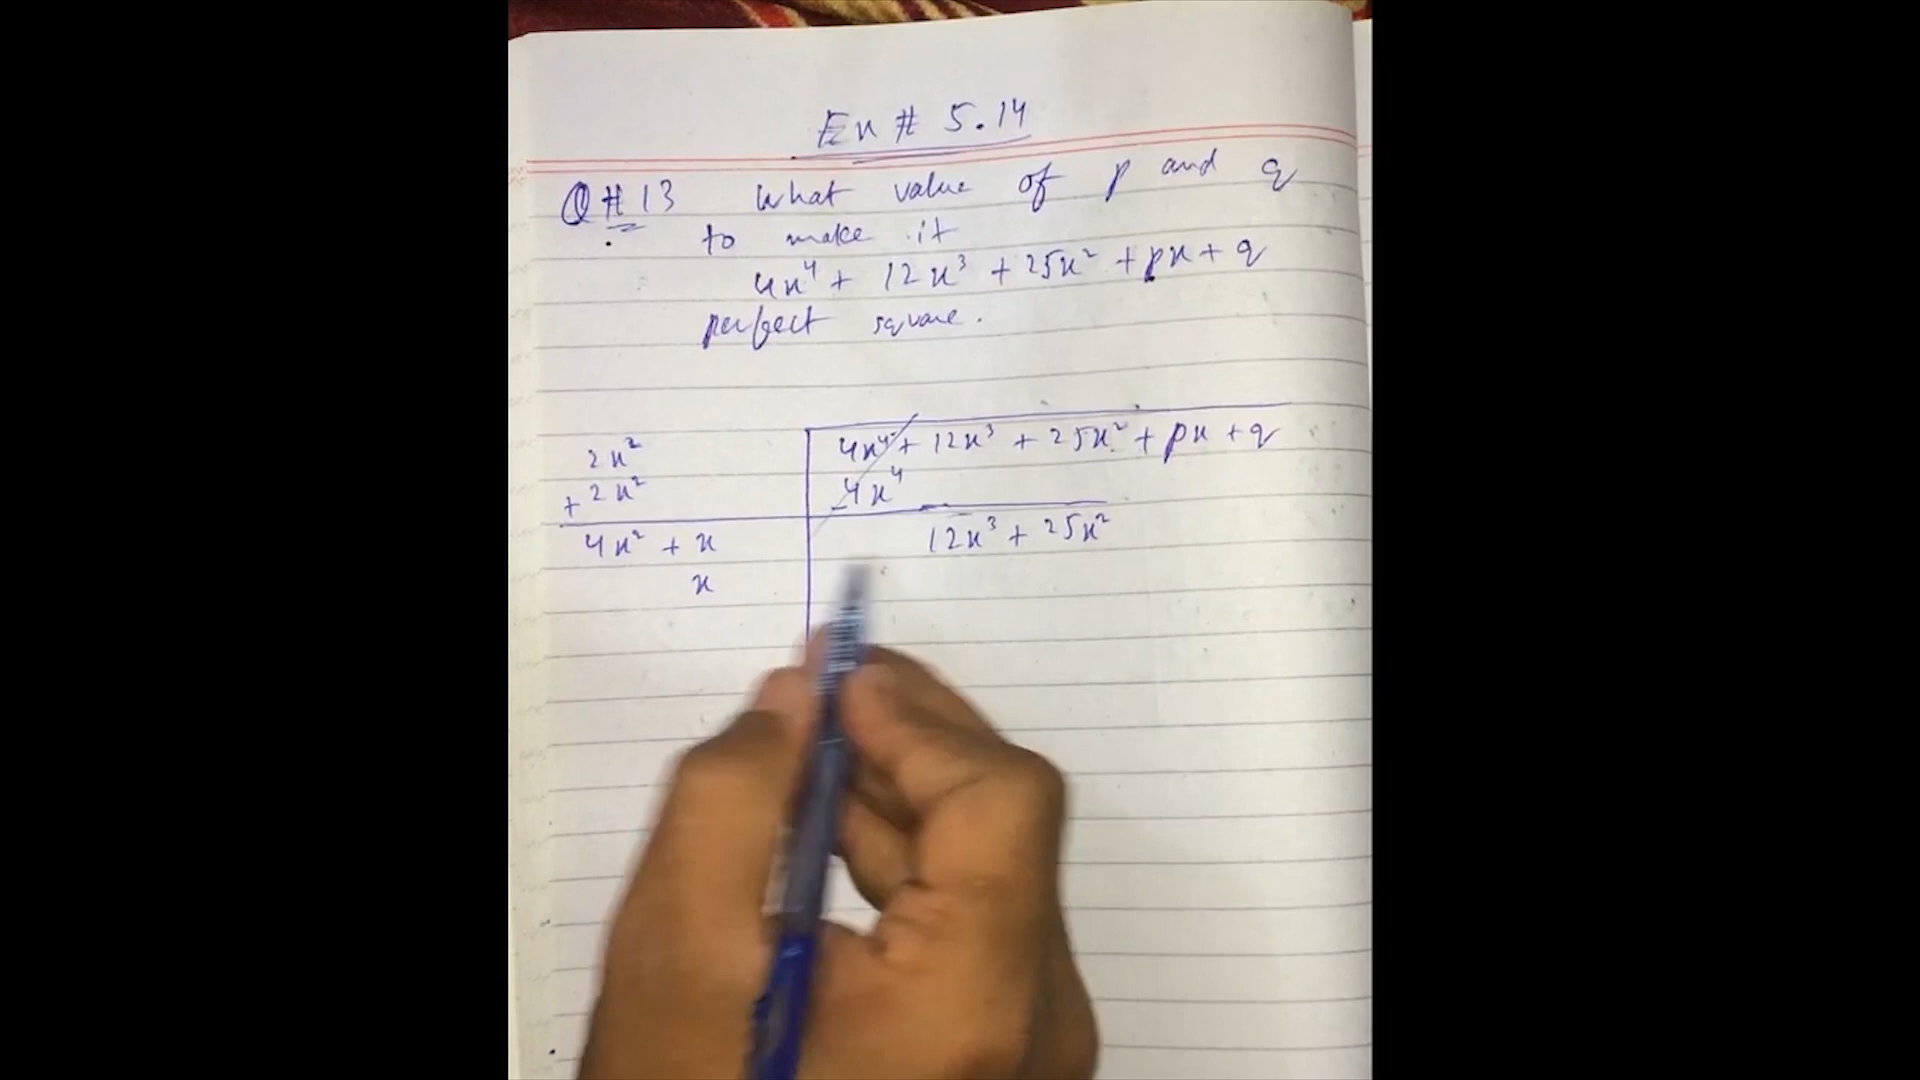 Ex # 5.14
Q # 13 What value of p and q
to make it
4x⁴ + 12x³ + 25x² + px + q
perfect square.
2x²
+ 2x²
4x² + x
x
4x⁴ + 12x³ + 25x² + px + q
- 4x⁴
12x³ + 25x²